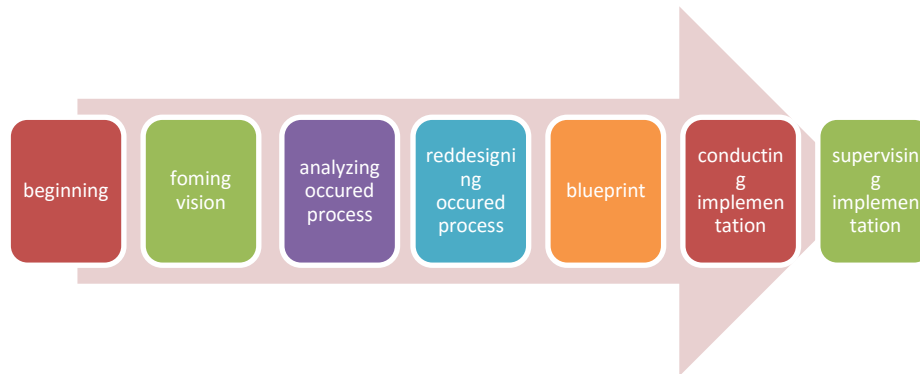 beginning
foming
vision
analyzing
occured
process
reddesigni
ng
occured
process
blueprint
conductin
g
implemen
tation
supervisin
g
implemen
tation